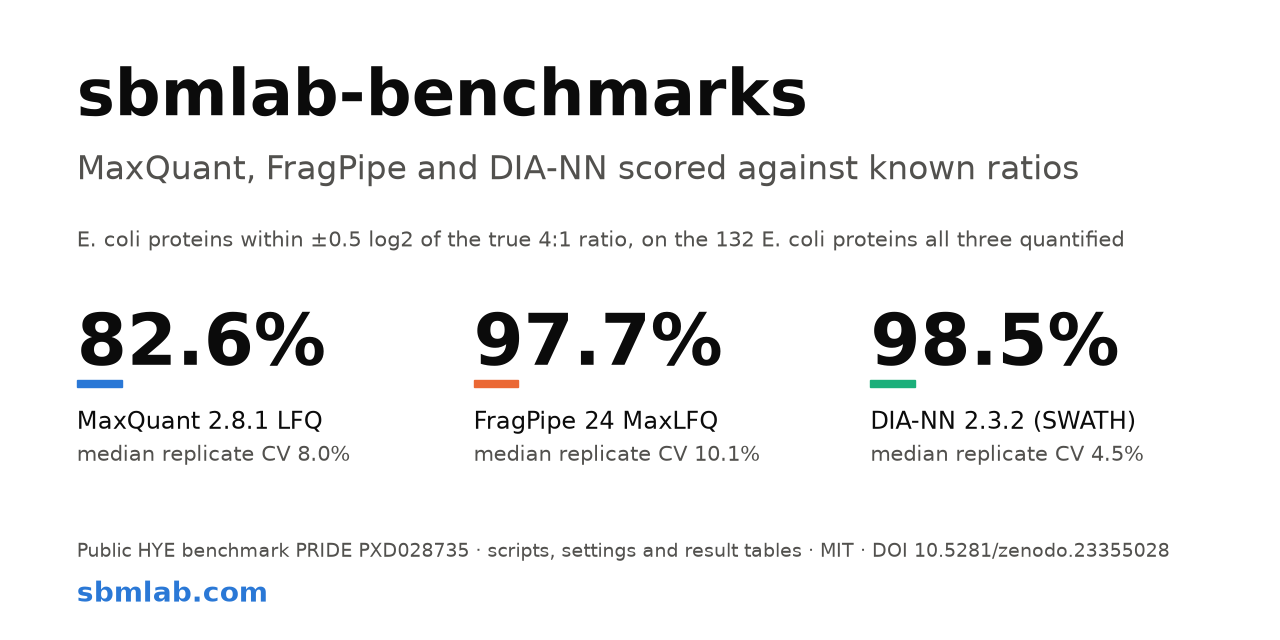 sbmlab-benchmarks
MaxQuant, FragPipe and DIA-NN scored against known ratios
E. coli proteins within ±0.5 log2 of the true 4:1 ratio, on the 132 E. coli proteins all three quantified
82.6% 97.7% 98.5%
MaxQuant 2.8.1 LFQ FragPipe 24 MaxLFQ DIA-NN 2.3.2 (SWATH)
median replicate CV 8.0% median replicate CV 10.1% median replicate CV 4.5%
Public HYE benchmark PRIDE PXD028735 · scripts, settings and result tables · MIT · DOI 10.5281/zenodo.23355028
sbmlab.com